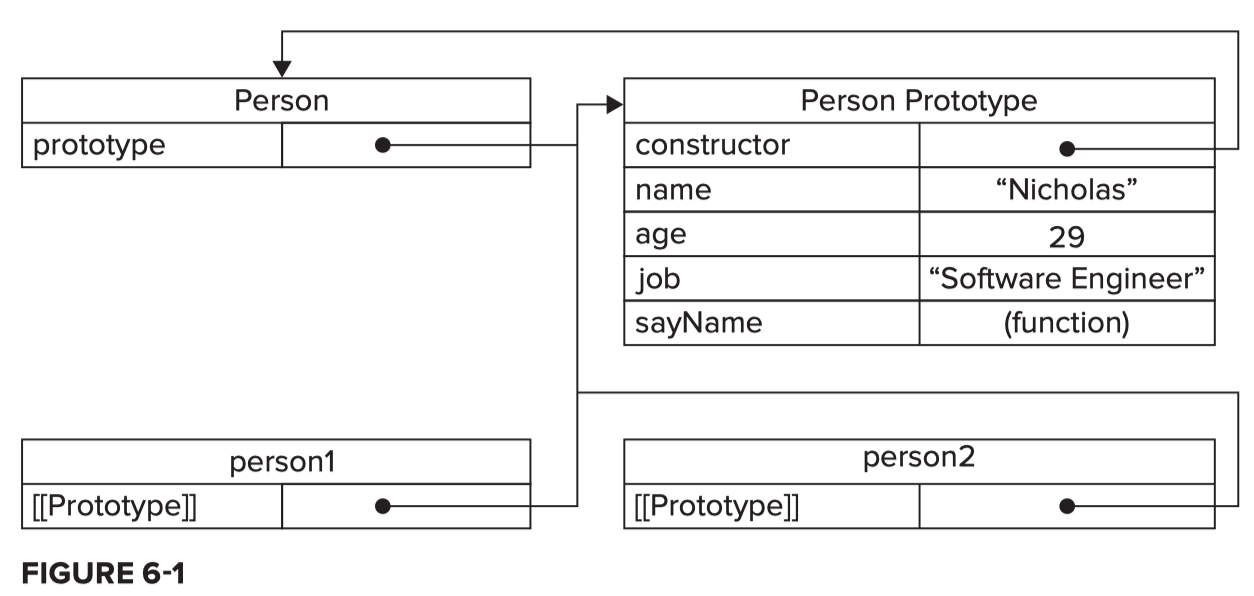 Person
prototype
Person Prototype
constructor
name “Nicholas”
age 29
job “Software Engineer”
sayName (function)
person1
[[Prototype]]
person2
[[Prototype]]
FIGURE 6-1